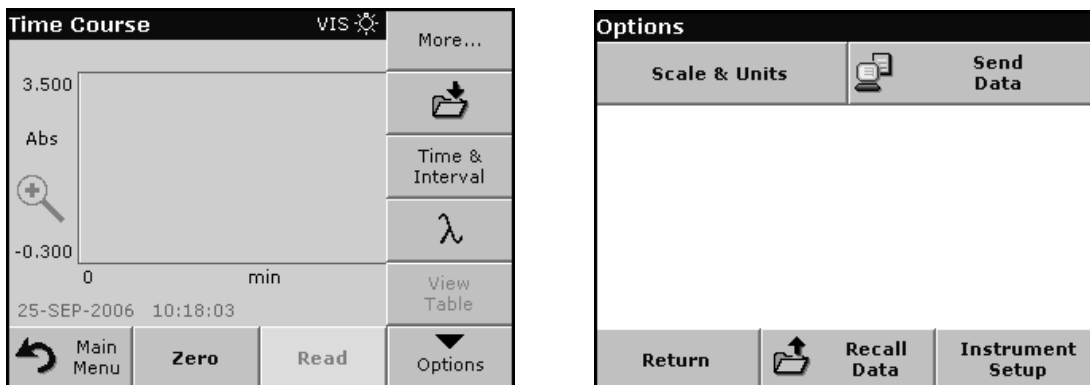 Time Course VIS
More...
3.500
Abs
-0.300
0 min
25-SEP-2006 10:18:03
Time &
Interval
λ
View
Table
Main
Menu
Zero
Read
Options
Options
Scale & Units
Send
Data
Return
Recall
Data
Instrument
Setup